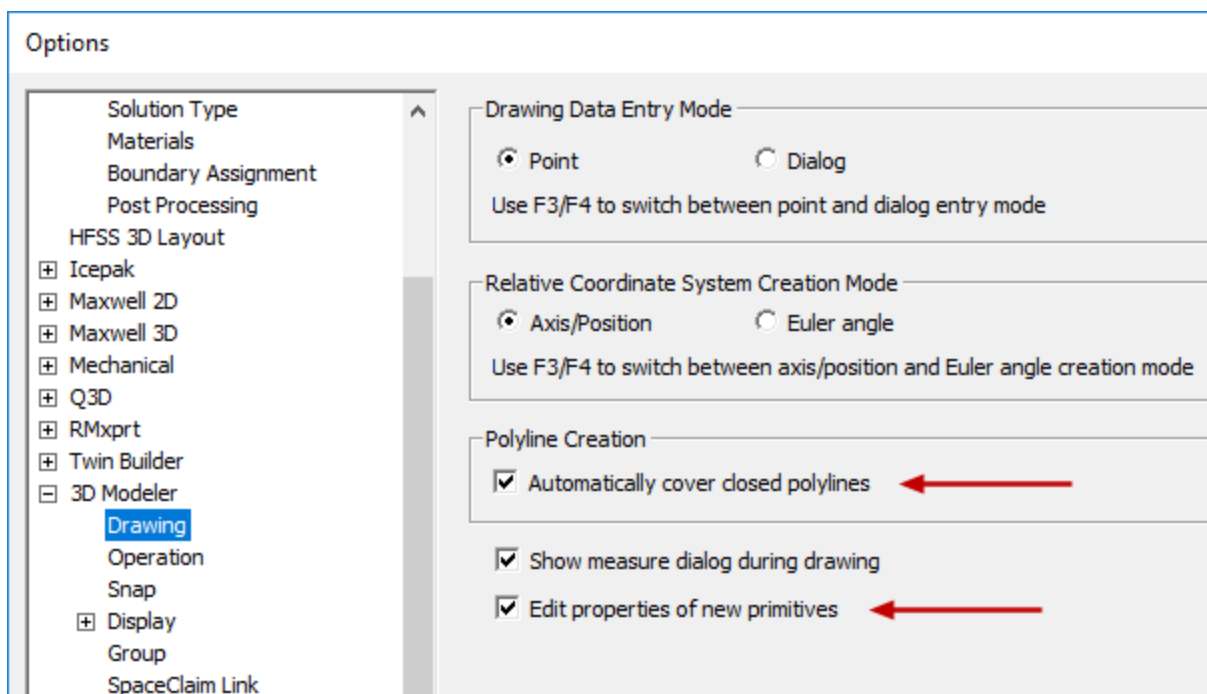 Options
Solution Type
Materials
Boundary Assignment
Post Processing
HFSS 3D Layout
Icepak
Maxwell 2D
Maxwell 3D
Mechanical
Q3D
RMxprt
Twin Builder
3D Modeler
Drawing
Operation
Snap
Display
Group
SpaceClaim Link
Drawing Data Entry Mode
Point
Dialog
Use F3/F4 to switch between point and dialog entry mode
Relative Coordinate System Creation Mode
Axis/Position
Euler angle
Use F3/F4 to switch between axis/position and Euler angle creation mode
Polyline Creation
Automatically cover closed polylines
Show measure dialog during drawing
Edit properties of new primitives